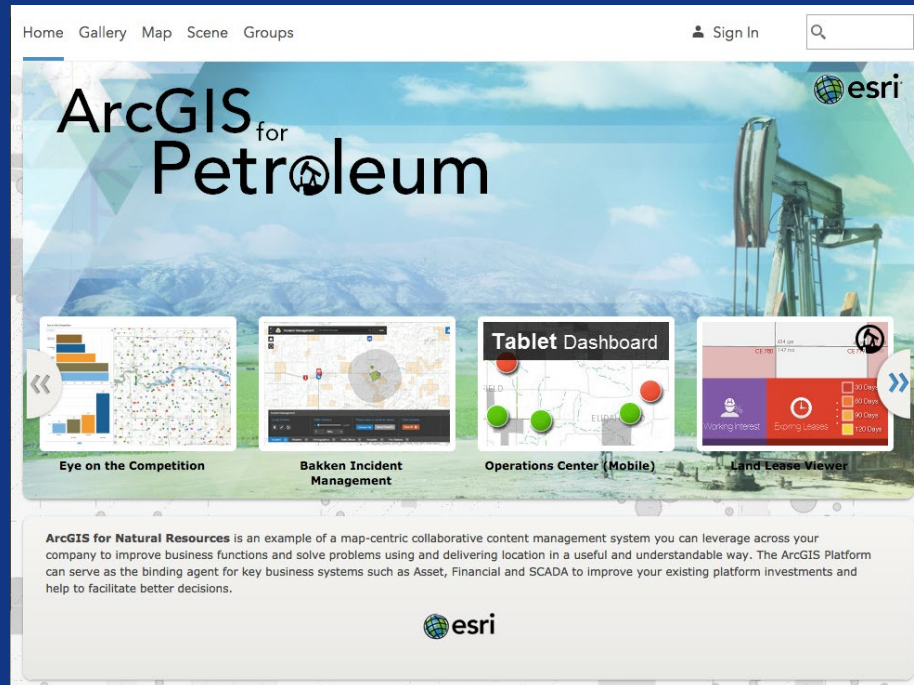 Home Gallery Map Scene Groups Sign In
ArcGIS
for
Petroleum
esri
Incident Management
Tablet Dashboard
CE 780
Working Interest
Expiring Leases
30 Days
60 Days
90 Days
120 Days
Eye on the Competition
Bakken Incident
Management
Operations Center (Mobile)
Land Lease Viewer
ArcGIS for Natural Resources is an example of a map-centric collaborative content management system you can leverage across your
company to improve business functions and solve problems using and delivering location in a useful and understandable way. The ArcGIS Platform
can serve as the binding agent for key business systems such as Asset, Financial and SCADA to improve your existing platform investments and
help to facilitate better decisions.
esri